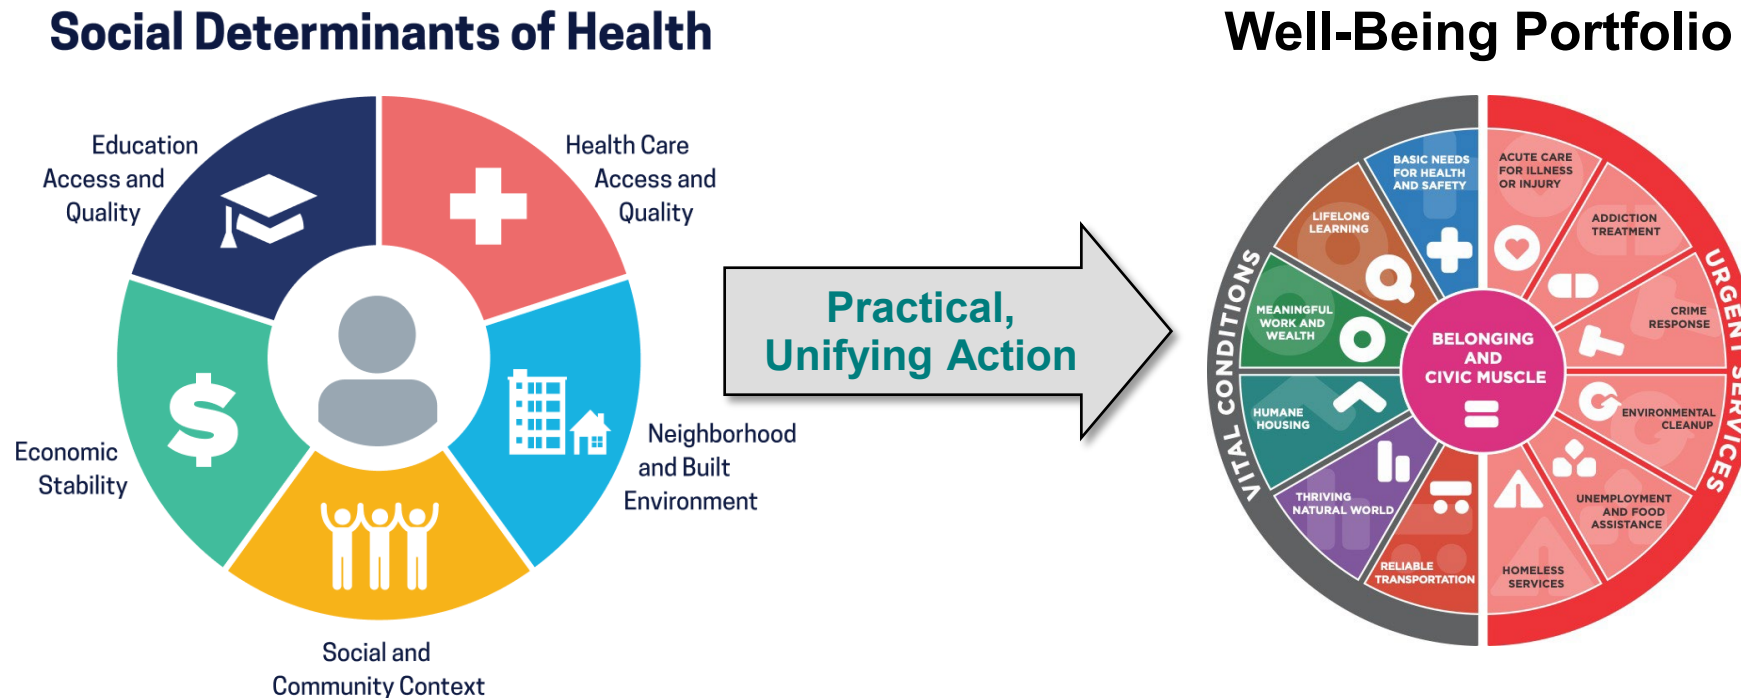 Social Determinants of Health
Education
Access and
Quality
Health Care
Access and
Quality
Economic
Stability
Neighborhood
and Built
Environment
Social and
Community Context
Practical,
Unifying Action
Well-Being Portfolio
VITAL CONDITIONS
BASIC NEEDS
FOR HEALTH
AND SAFETY
LIFELONG
LEARNING
MEANINGFUL
WORK AND
WEALTH
HUMANE
HOUSING
THRIVING
NATURAL WORLD
RELIABLE
TRANSPORTATION
BELONGING
AND
CIVIC MUSCLE
URGENT SERVICES
ACUTE CARE
FOR ILLNESS
OR INJURY
ADDICTION
TREATMENT
CRIME
RESPONSE
ENVIRONMENTAL
CLEANUP
UNEMPLOYMENT
AND FOOD
ASSISTANCE
HOMELESS
SERVICES